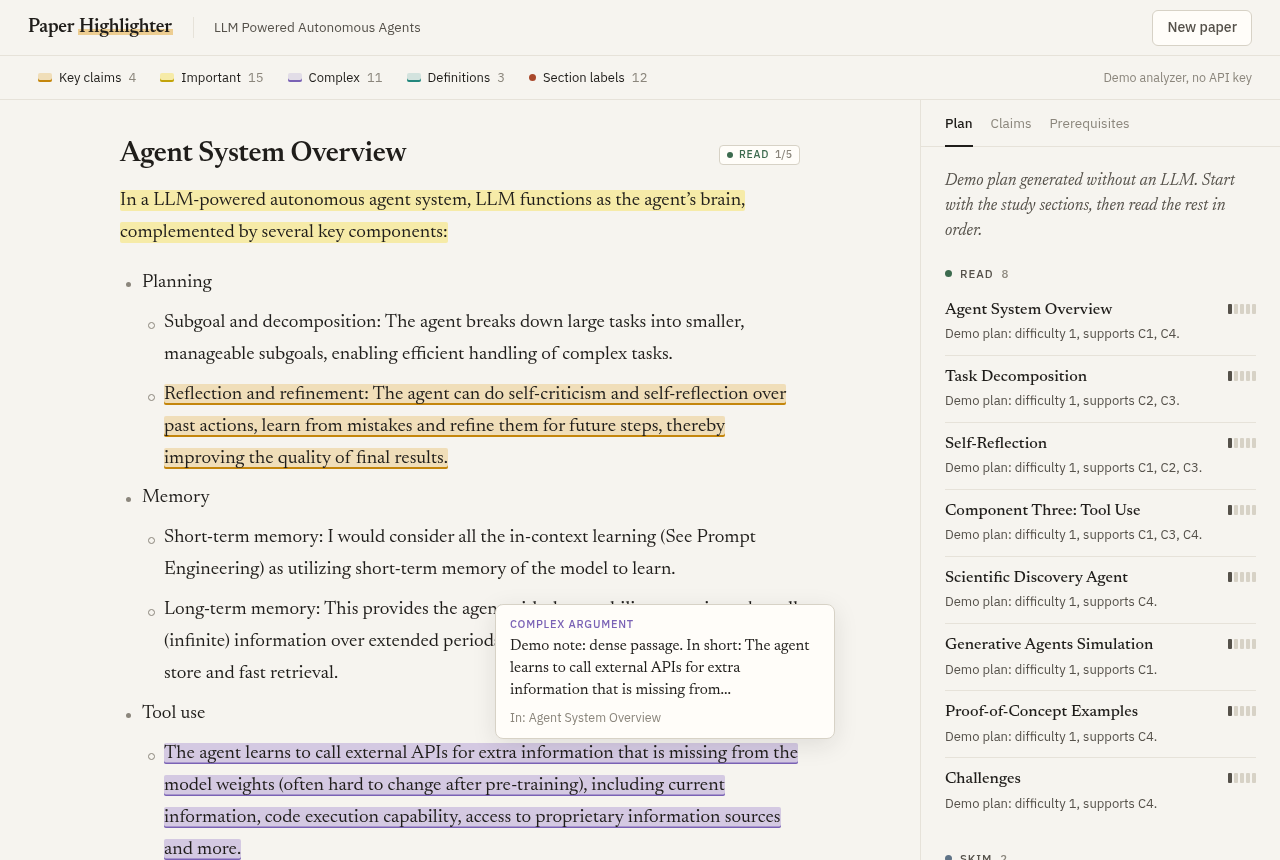 Paper Highlighter
LLM Powered Autonomous Agents
New paper
Key claims 4
Important 15
Complex 11
Definitions 3
Section labels 12
Demo analyzer, no API key
Agent System Overview
READ 1/5
In a LLM-powered autonomous agent system, LLM functions as the agent’s brain,
complemented by several key components:
Planning
Subgoal and decomposition: The agent breaks down large tasks into smaller,
manageable subgoals, enabling efficient handling of complex tasks.
Reflection and refinement: The agent can do self-criticism and self-reflection over
past actions, learn from mistakes and refine them for future steps, thereby
improving the quality of final results.
Memory
Short-term memory: I would consider all the in-context learning (See Prompt
Engineering) as utilizing short-term memory of the model to learn.
Long-term memory: This provides the agen
(infinite) information over extended period
store and fast retrieval.
COMPLEX ARGUMENT
Demo note: dense passage. In short: The agent
learns to call external APIs for extra
information that is missing from…
In: Agent System Overview
Tool use
The agent learns to call external APIs for extra information that is missing from the
model weights (often hard to change after pre-training), including current
information, code execution capability, access to proprietary information sources
and more.
Plan
Claims
Prerequisites
Demo plan generated without an LLM. Start
with the study sections, then read the rest in
order.
READ 8
Agent System Overview
Demo plan: difficulty 1, supports C1, C4.
Task Decomposition
Demo plan: difficulty 1, supports C2, C3.
Self-Reflection
Demo plan: difficulty 1, supports C1, C2, C3.
Component Three: Tool Use
Demo plan: difficulty 1, supports C1, C3, C4.
Scientific Discovery Agent
Demo plan: difficulty 1, supports C4.
Generative Agents Simulation
Demo plan: difficulty 1, supports C1.
Proof-of-Concept Examples
Demo plan: difficulty 1, supports C4.
Challenges
Demo plan: difficulty 1, supports C4.
SKIM 2